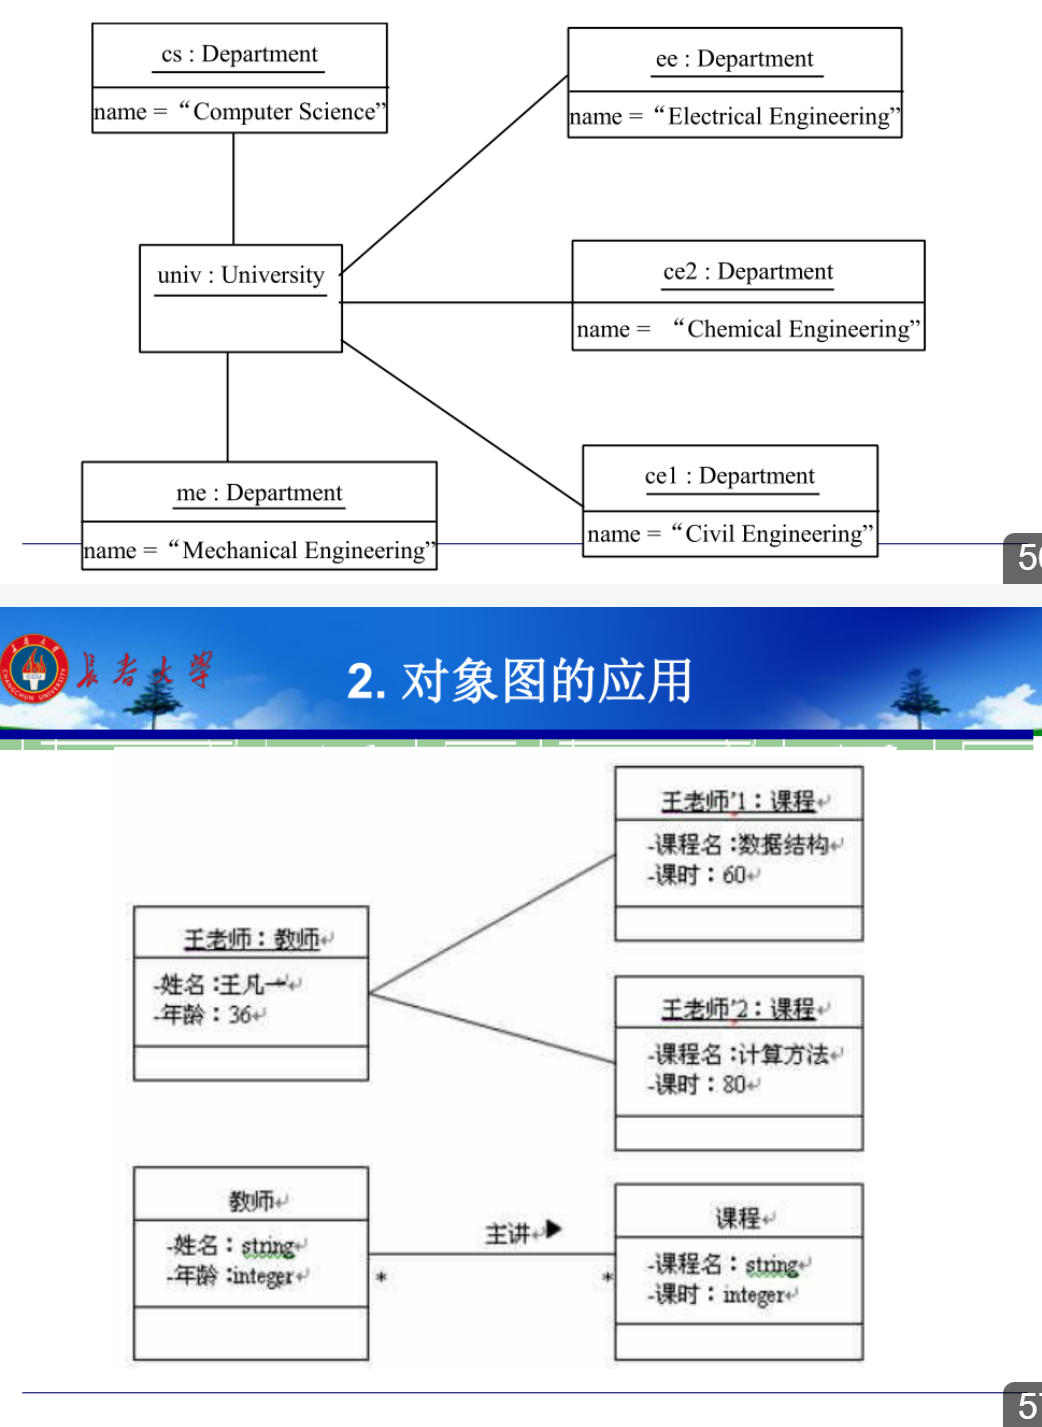 cs : Department
name = “Computer Science”
ee : Department
name = “Electrical Engineering”
univ : University
ce2 : Department
name = “Chemical Engineering”
me : Department
name = “Mechanical Engineering”
ce1 : Department
name = “Civil Engineering”
长春大学
CHANGCHUN UNIVERSITY
CCU
2. 对象图的应用
王老师'1：课程
-课程名：数据结构
-课时：60
王老师：教师
-姓名：王凡一
-年龄：36
王老师'2：课程
-课程名：计算方法
-课时：80
教师
-姓名：string
-年龄：integer
主讲▶
*
*
课程
-课程名：string
-课时：integer